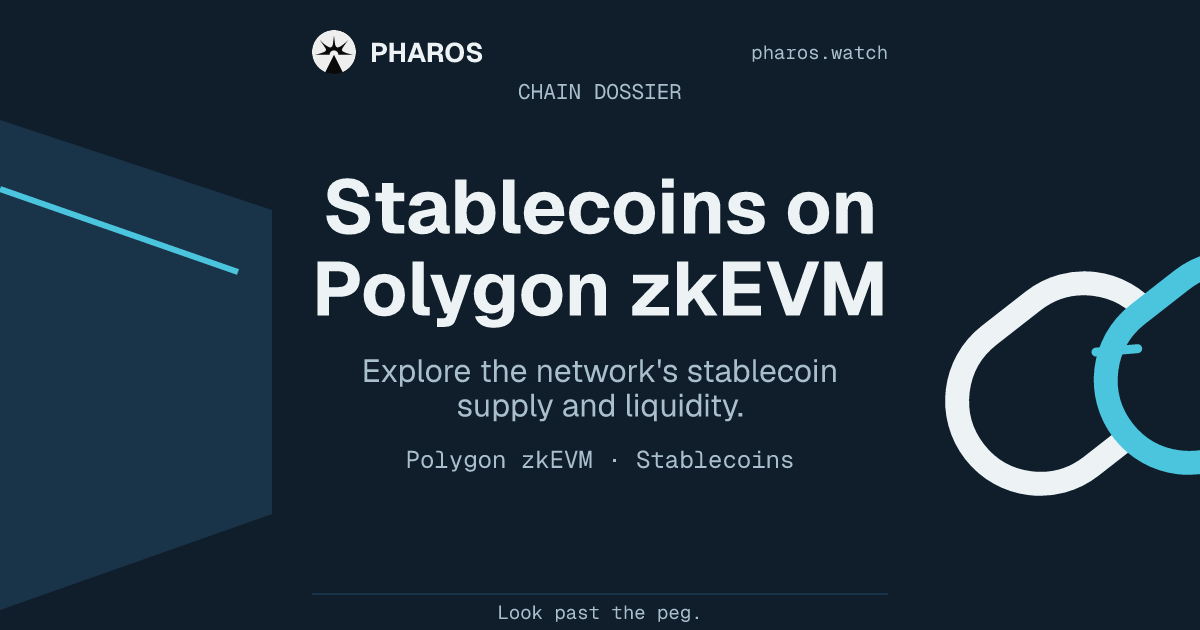 PHAROS
pharos.watch
CHAIN DOSSIER
Stablecoins on
Polygon zkEVM
Explore the network's stablecoin
supply and liquidity.
Polygon zkEVM · Stablecoins
Look past the peg.